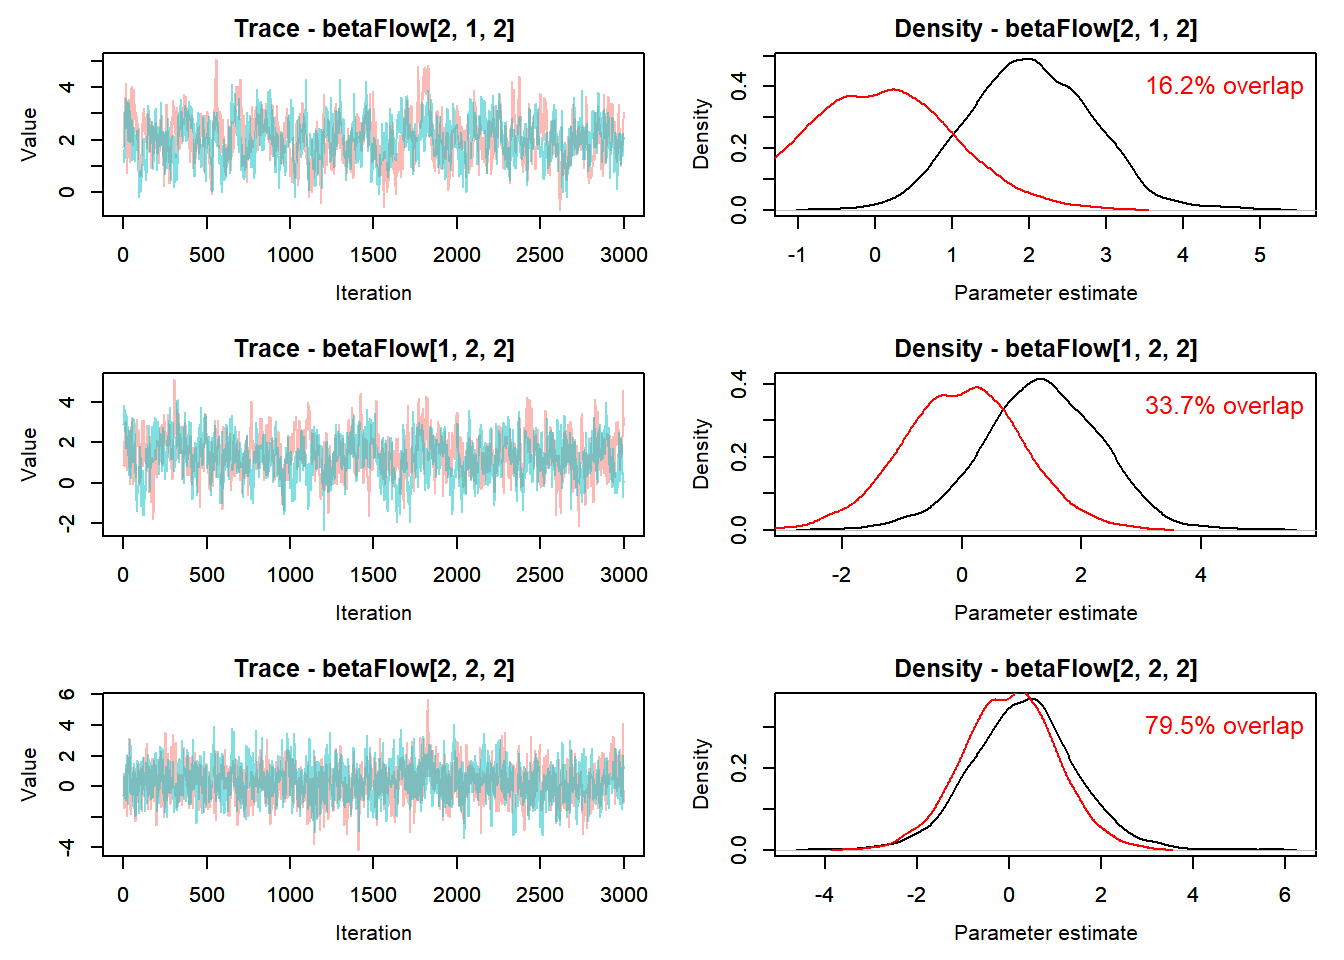 Trace - betaFlow[2, 1, 2]
Value
0 2 4
0 500 1000 1500 2000 2500 3000
Iteration
Density - betaFlow[2, 1, 2]
16.2% overlap
Density
0.0 0.2 0.4
-1 0 1 2 3 4 5
Parameter estimate
Trace - betaFlow[1, 2, 2]
Value
-2 0 2 4
0 500 1000 1500 2000 2500 3000
Iteration
Density - betaFlow[1, 2, 2]
33.7% overlap
Density
0.0 0.2 0.4
-2 0 2 4
Parameter estimate
Trace - betaFlow[2, 2, 2]
Value
-4 0 2 4 6
0 500 1000 1500 2000 2500 3000
Iteration
Density - betaFlow[2, 2, 2]
79.5% overlap
Density
0.0 0.2
-4 -2 0 2 4 6
Parameter estimate